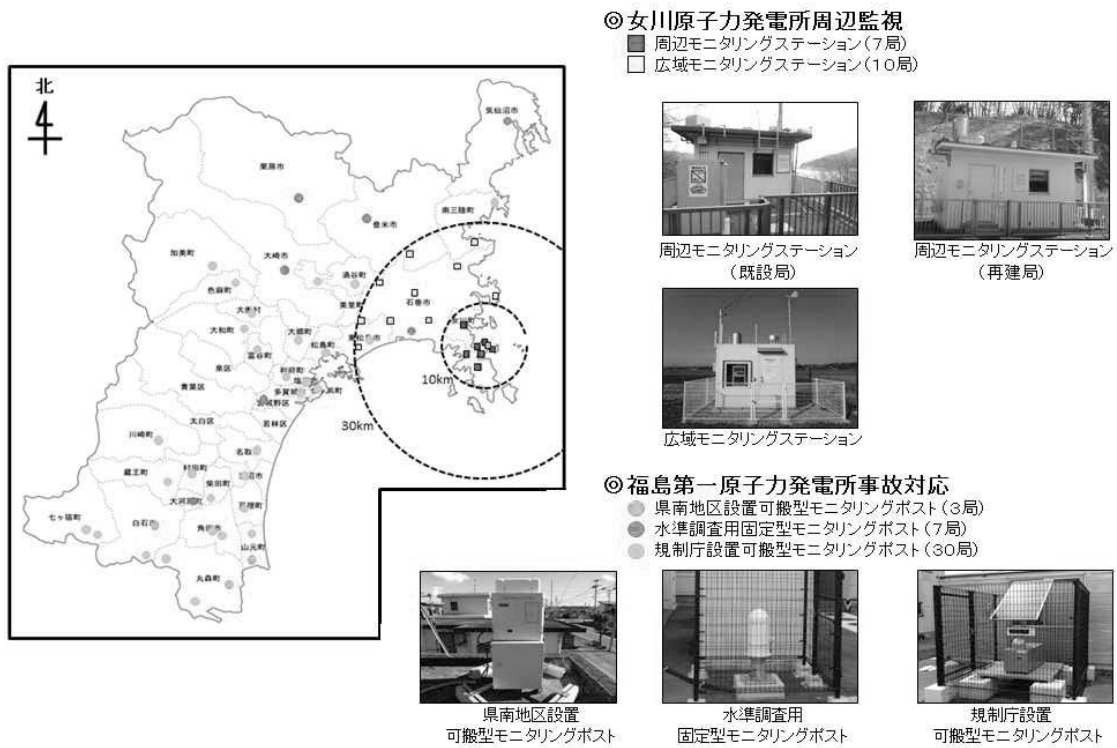 ◎女川原子力発電所周辺監視
周辺モニタリングステーション(7局)
広域モニタリングステーション(10局)
北
気仙沼市
栗原市
登米市
南三陸町
加美町
大崎市
涌谷町
色麻町
美里町
石巻市
大衡村
大和町
大郷町
松島町
富谷町
泉区
利府町
青葉区
多賀城
宮城野区
10km
太白区
若林区
30km
川崎町
名取
蔵王町
村田町
柴田町
大河原町
亘理町
七ヶ宿町
白石市
角田市
山元町
丸森町
周辺モニタリングステーション
(既設局)
周辺モニタリングステーション
(再建局)
広域モニタリングステーション
◎福島第一原子力発電所事故対応
県南地区設置可搬型モニタリングポスト(3局)
水準調査用固定型モニタリングポスト(7局)
規制庁設置可搬型モニタリングポスト(30局)
県南地区設置
可搬型モニタリングポスト
水準調査用
固定型モニタリングポスト
規制庁設置
可搬型モニタリングポスト